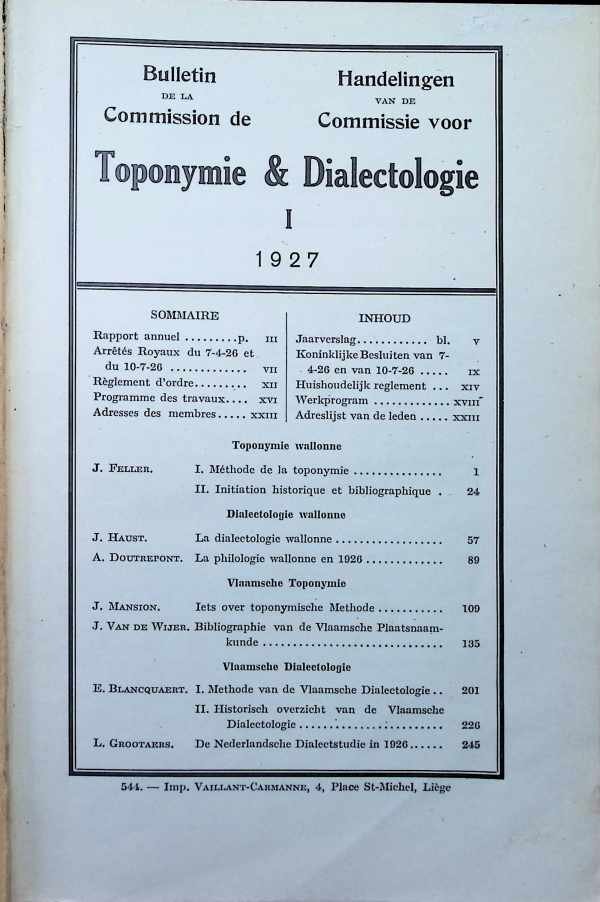 Bulletin
DE LA
Commission de
Handelingen
VAN DE
Commissie voor
Toponymie & Dialectologie
I
1927
SOMMAIRE
Rapport annuel .........p. III
Arrêtés Royaux du 7-4-26 et
du 10-7-26 ............. VII
Règlement d'ordre......... XII
Programme des travaux.... XVI
Adresses des membres..... XXIII
INHOUD
Jaarverslag............ bl. V
Koninklijke Besluiten van 7-
4-26 en van 10-7-26 ..... IX
Huishoudelijk reglement ... XIV
Werkprogram ............. XVIII
Adreslijst van de leden ..... XXIII
Toponymie wallonne
J. FELLER. I. Méthode de la toponymie ............... 1
II. Initiation historique et bibliographique . 24
Dialectologie wallonne
J. HAUST. La dialectologie wallonne .................. 57
A. DOUTREPONT. La philologie wallonne en 1926 ............. 89
Vlaamsche Toponymie
J. MANSION. Iets over toponymische Methode ........... 109
J. VAN DE WIJER. Bibliographie van de Vlaamsche Plaatsnaam-
kunde ............................. 135
Vlaamsche Dialectologie
E. BLANCQUAERT. I. Methode van de Vlaamsche Dialectologie .. 201
II. Historisch overzicht van de Vlaamsche
Dialectologie ........................ 226
L. GROOTAERS. De Nederlandsche Dialectstudie in 1926...... 245
544. — Imp. VAILLANT-CARMANNE, 4, Place St-Michel, Liège